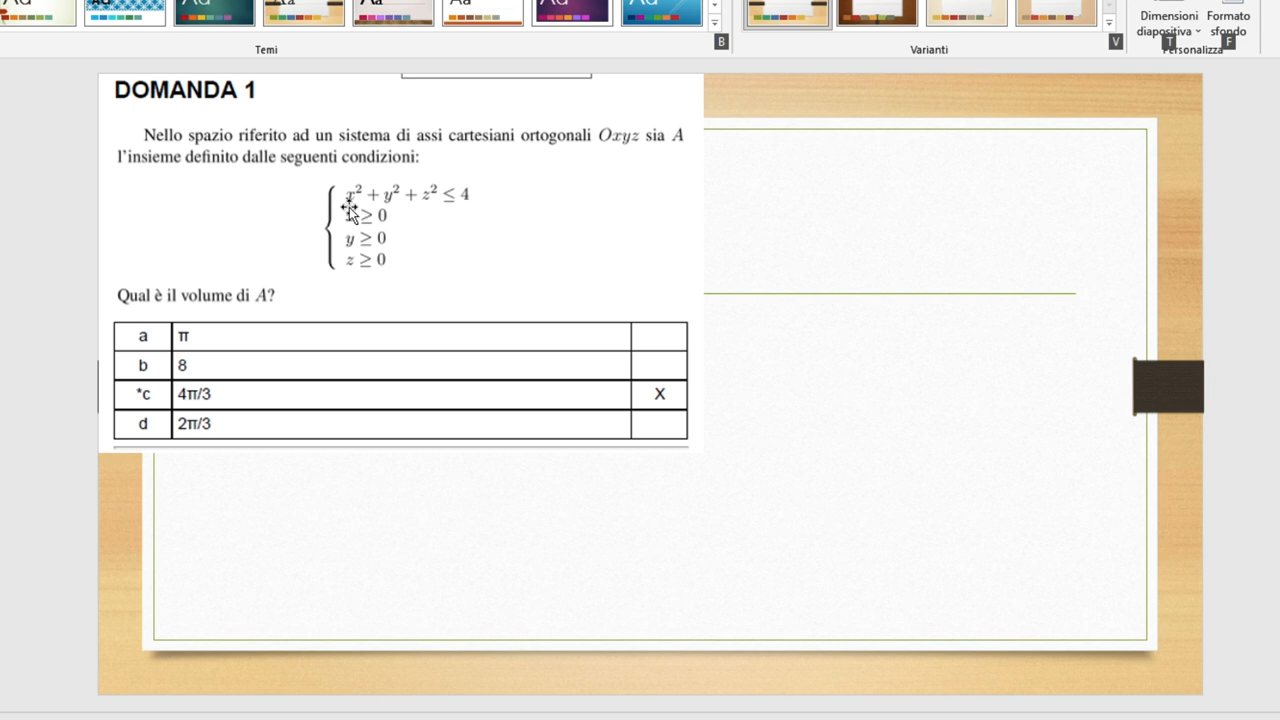 Aa
Temi
B
Varianti
V
Dimensioni
diapositiva
T
Formato
sfondo
F
Personalizza
DOMANDA 1
Nello spazio riferito ad un sistema di assi cartesiani ortogonali Oxyz sia A
l'insieme definito dalle seguenti condizioni:
x² + y² + z² ≤ 4
≥ 0
y ≥ 0
z ≥ 0
Qual è il volume di A?
a π
b 8
*c 4π/3 X
d 2π/3